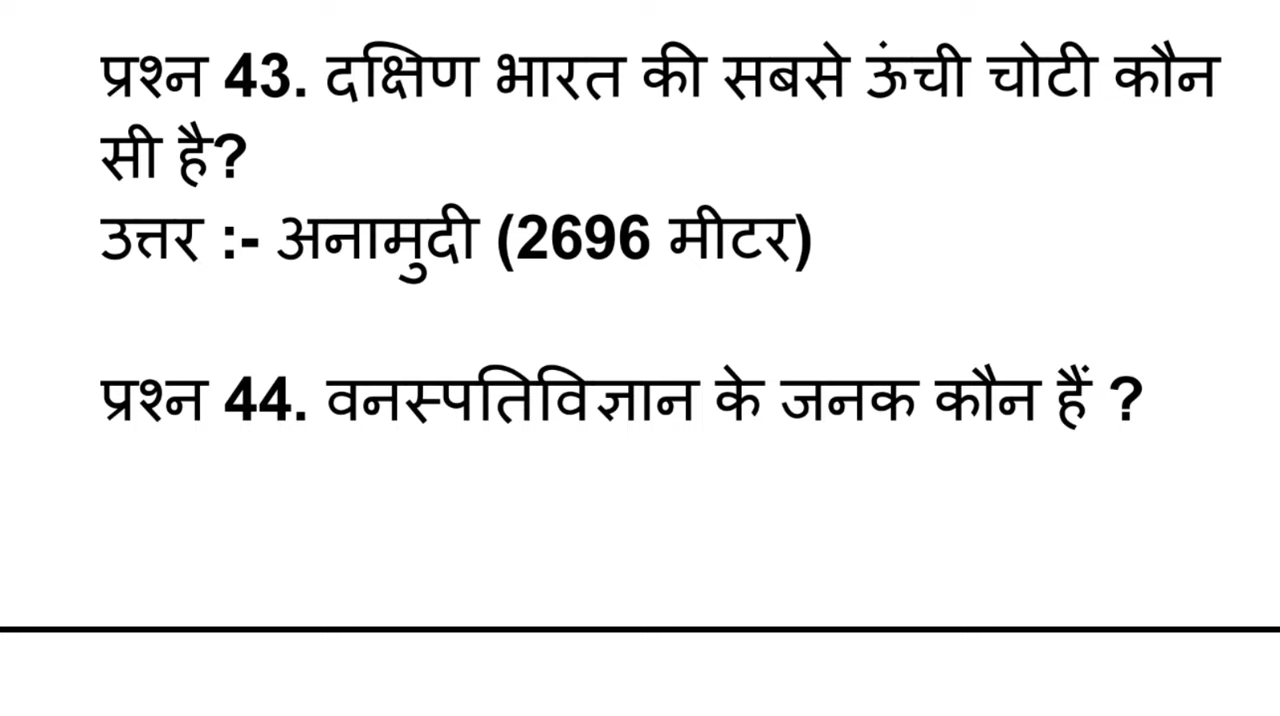 प्रश्न 43. दक्षिण भारत की सबसे ऊंची चोटी कौन
सी है?
उत्तर :- अनामुदी (2696 मीटर)
प्रश्न 44. वनस्पतिविज्ञान के जनक कौन हैं ?